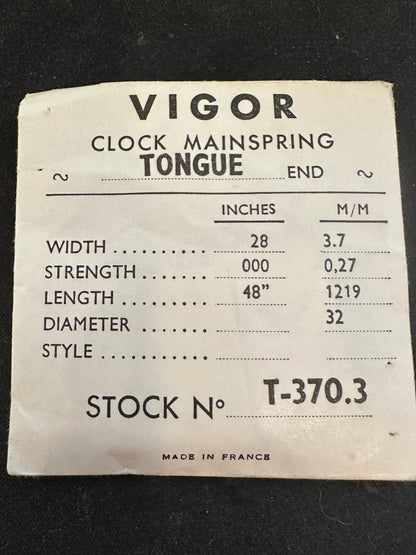 VIGOR
CLOCK MAINSPRING
~ TONGUE END ~
INCHES M/M
WIDTH .......... 28 3.7
STRENGTH ....... 000 0,27
LENGTH ......... 48" 1219
DIAMETER ....... 32
STYLE ...........
STOCK Nº T-370.3
MADE IN FRANCE